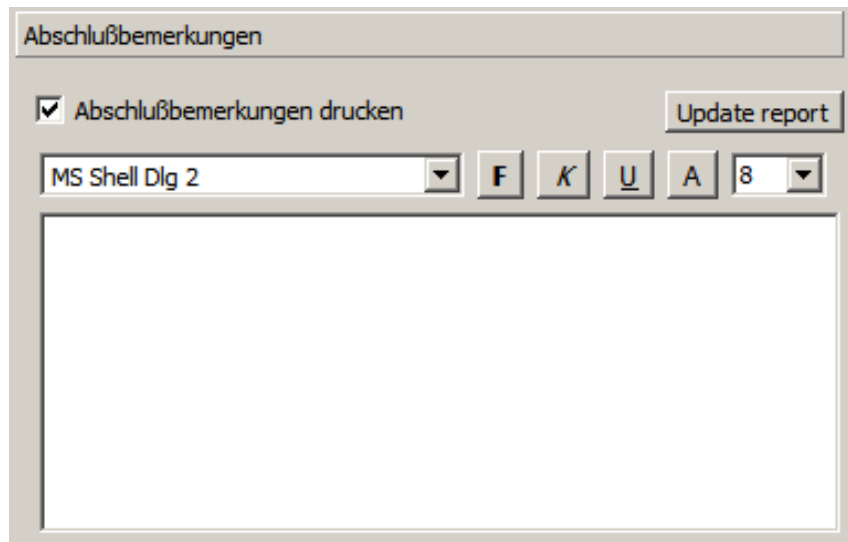 Abschlußbemerkungen
Abschlußbemerkungen drucken
Update report
MS Shell Dlg 2 F K U A 8